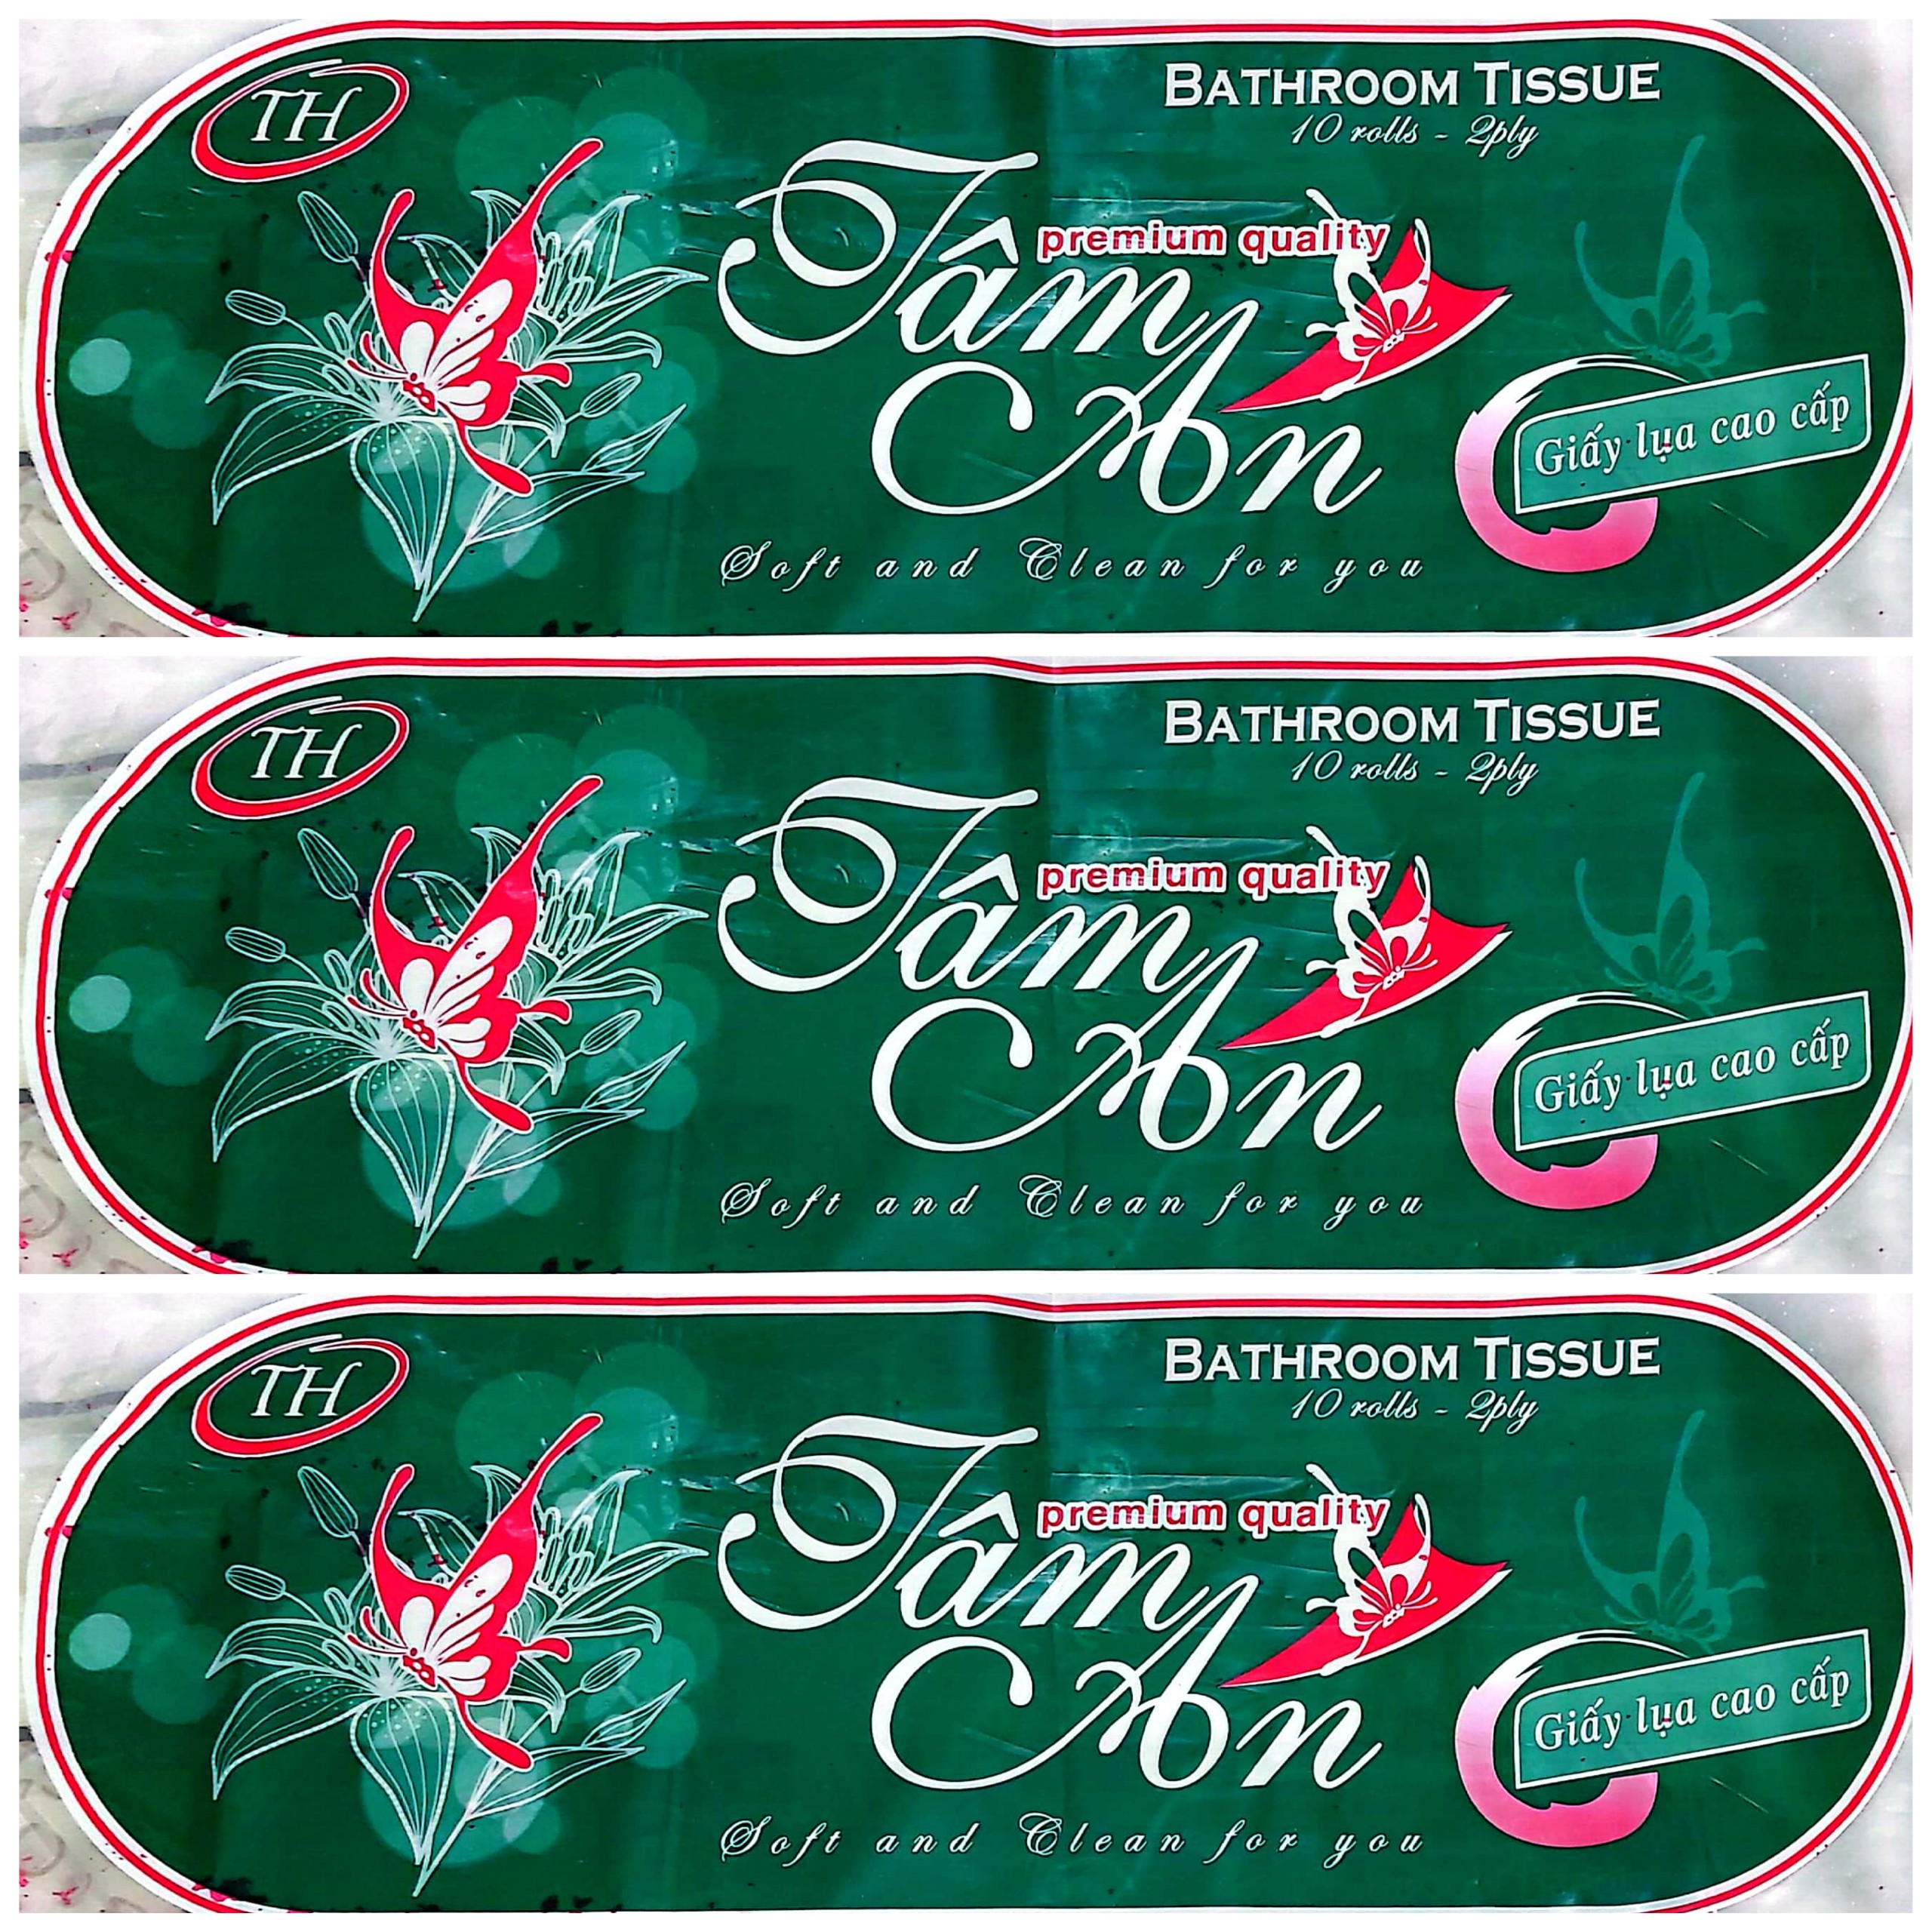 TH
BATHROOM TISSUE
10 rolls - 2ply
premium quality
Tâm
An
Giấy lụa cao cấp
Soft and Clean for you
TH
BATHROOM TISSUE
10 rolls - 2ply
premium quality
Tâm
An
Giấy lụa cao cấp
Soft and Clean for you
TH
BATHROOM TISSUE
10 rolls - 2ply
premium quality
Tâm
An
Giấy lụa cao cấp
Soft and Clean for you